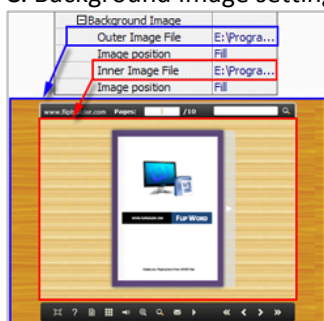 Background Image setting
Outer Image File E:\Progra...
Image position Fill
Inner Image File E:\Progra...
Image position Fill
Pages: /10
FLIP WORD